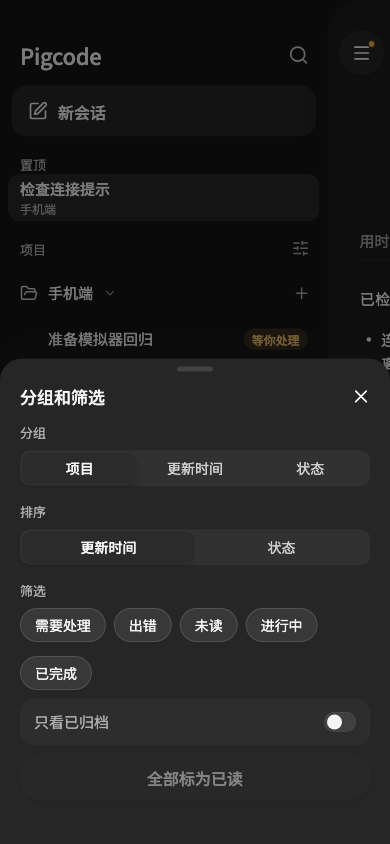 Pigcode
新会话
置顶
检查连接提示
手机端
用时
项目
手机端
已检
准备模拟器回归
等你处理
连
分组和筛选
分组
项目 更新时间 状态
排序
更新时间 状态
筛选
需要处理 出错 未读 进行中
已完成
只看已归档
全部标为已读